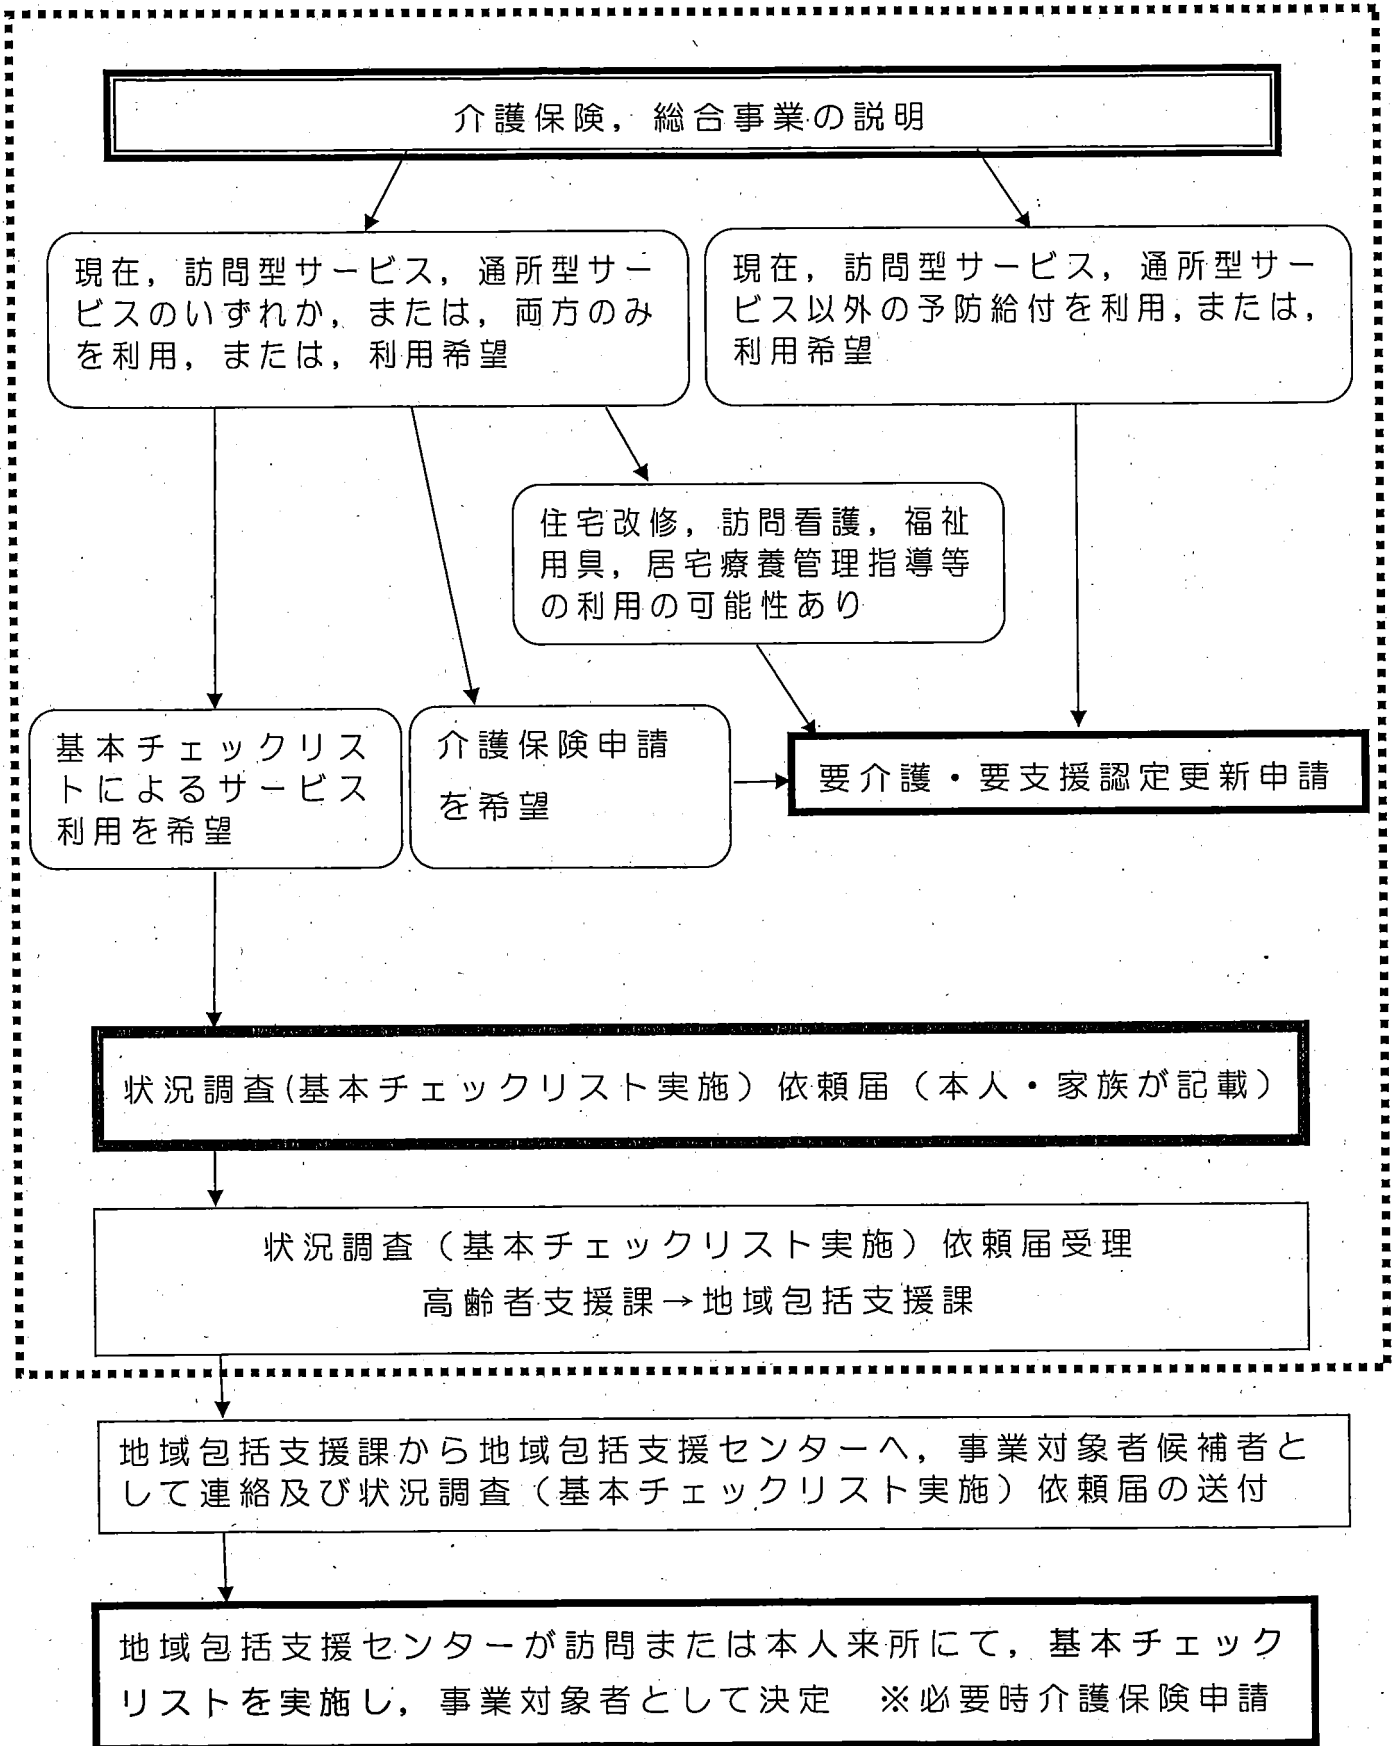 介護保険，総合事業の説明
現在，訪問型サービス，通所型サー
ビスのいずれか，または，両方のみ
を利用，または，利用希望
現在，訪問型サービス，通所型サー
ビス以外の予防給付を利用，または，
利用希望
住宅改修，訪問看護，福祉
用具，居宅療養管理指導等
の利用の可能性あり
基本チェックリス
トによるサービス
利用を希望
介護保険申請
を希望
要介護・要支援認定更新申請
状況調査(基本チェックリスト実施）依頼届（本人・家族が記載）
状況調査（基本チェックリスト実施）依頼届受理
高齢者支援課→地域包括支援課
地域包括支援課から地域包括支援センターへ，事業対象者候補者と
して連絡及び状況調査（基本チェックリスト実施）依頼届の送付
地域包括支援センターが訪問または本人来所にて，基本チェック
リストを実施し，事業対象者として決定　※必要時介護保険申請